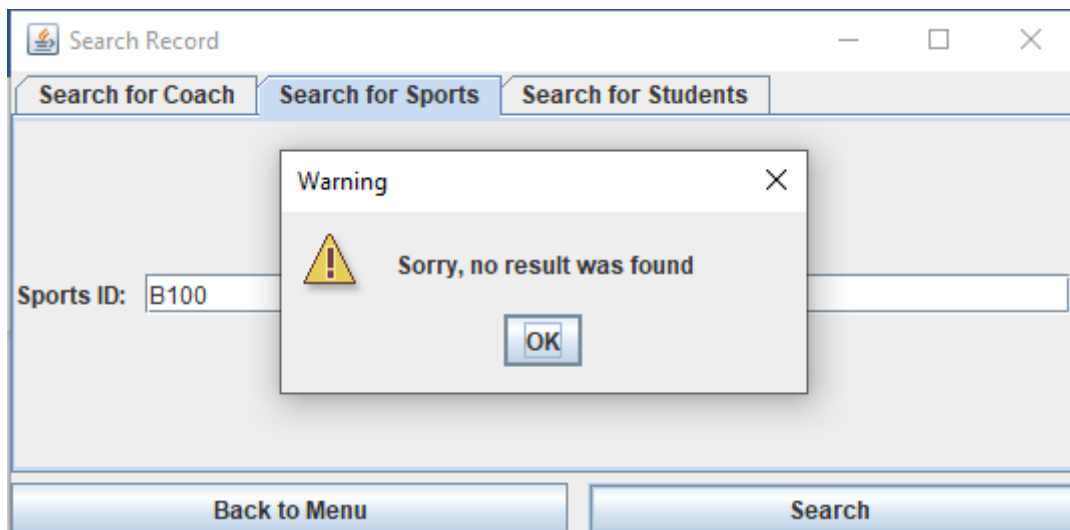 Search Record
Search for Coach Search for Sports Search for Students
Warning
Sorry, no result was found
Sports ID: B100
OK
Back to Menu Search